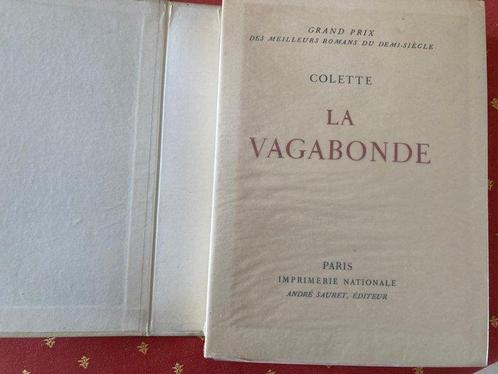 GRAND PRIX
DES MEILLEURS ROMANS DU DEMI-SIÈCLE
COLETTE
LA
VAGABONDE
PARIS
IMPRIMERIE NATIONALE
ANDRÉ SAURET, ÉDITEUR